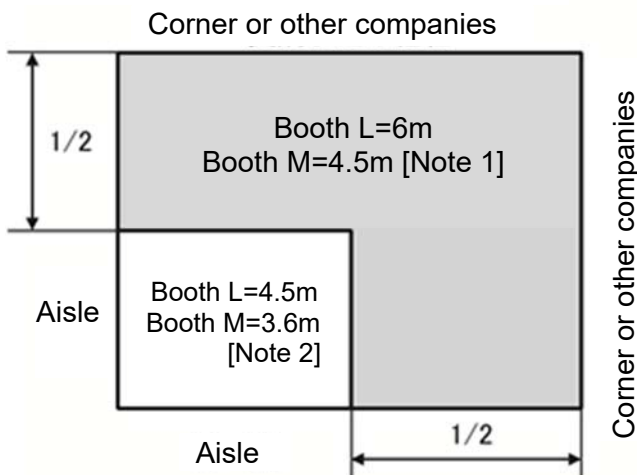 Corner or other companies
1/2
Booth L=6m
Booth M=4.5m [Note 1]
Corner or other companies
Aisle
Booth L=4.5m
Booth M=3.6m
[Note 2]
Aisle
1/2